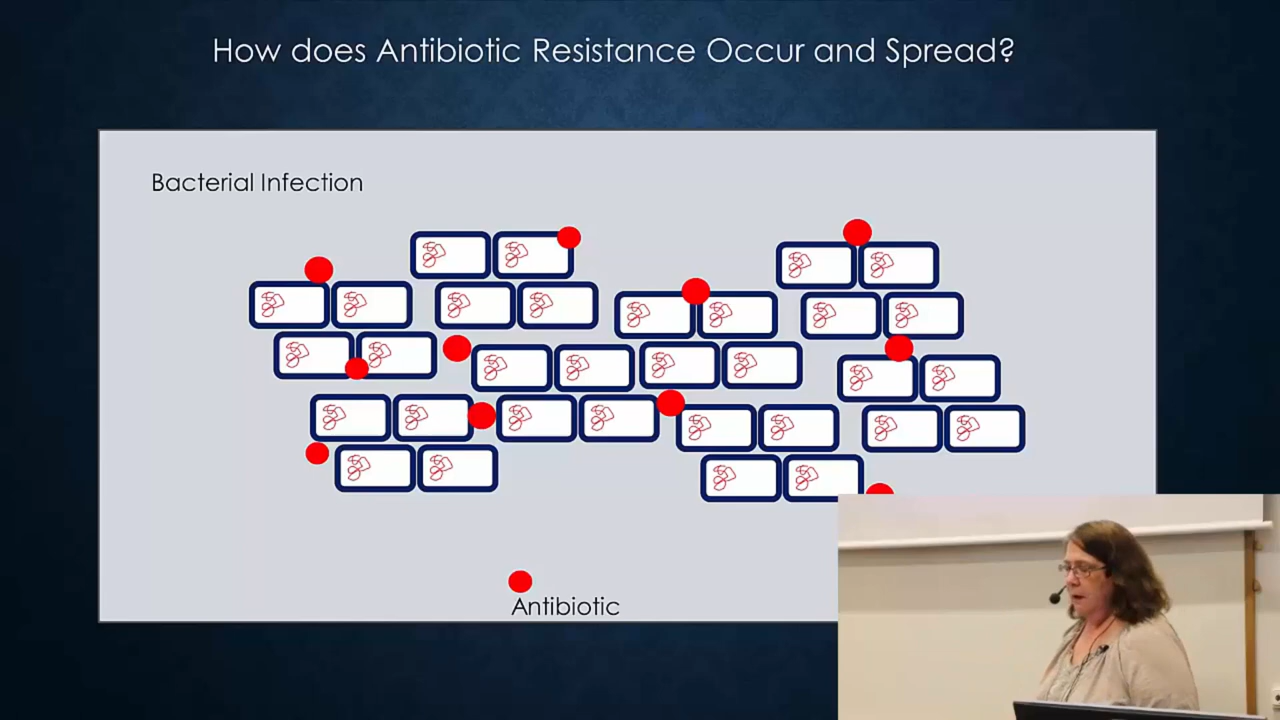 How does Antibiotic Resistance Occur and Spread?
Bacterial Infection
Antibiotic